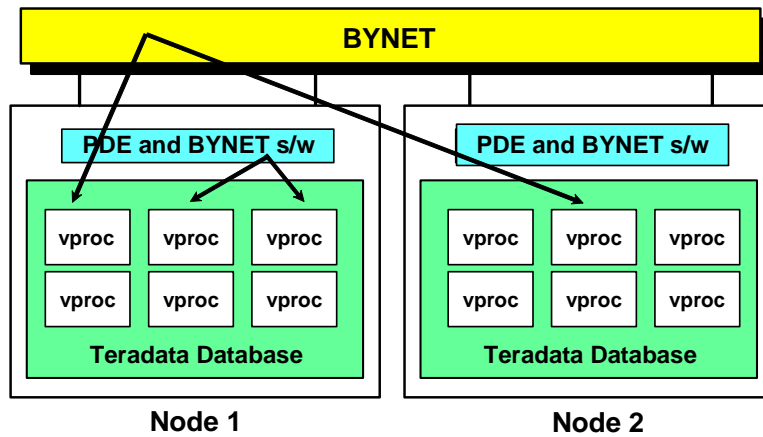 BYNET
PDE and BYNET s/w
PDE and BYNET s/w
vproc vproc vproc
vproc vproc vproc
Teradata Database
vproc vproc vproc
vproc vproc vproc
Teradata Database
Node 1
Node 2